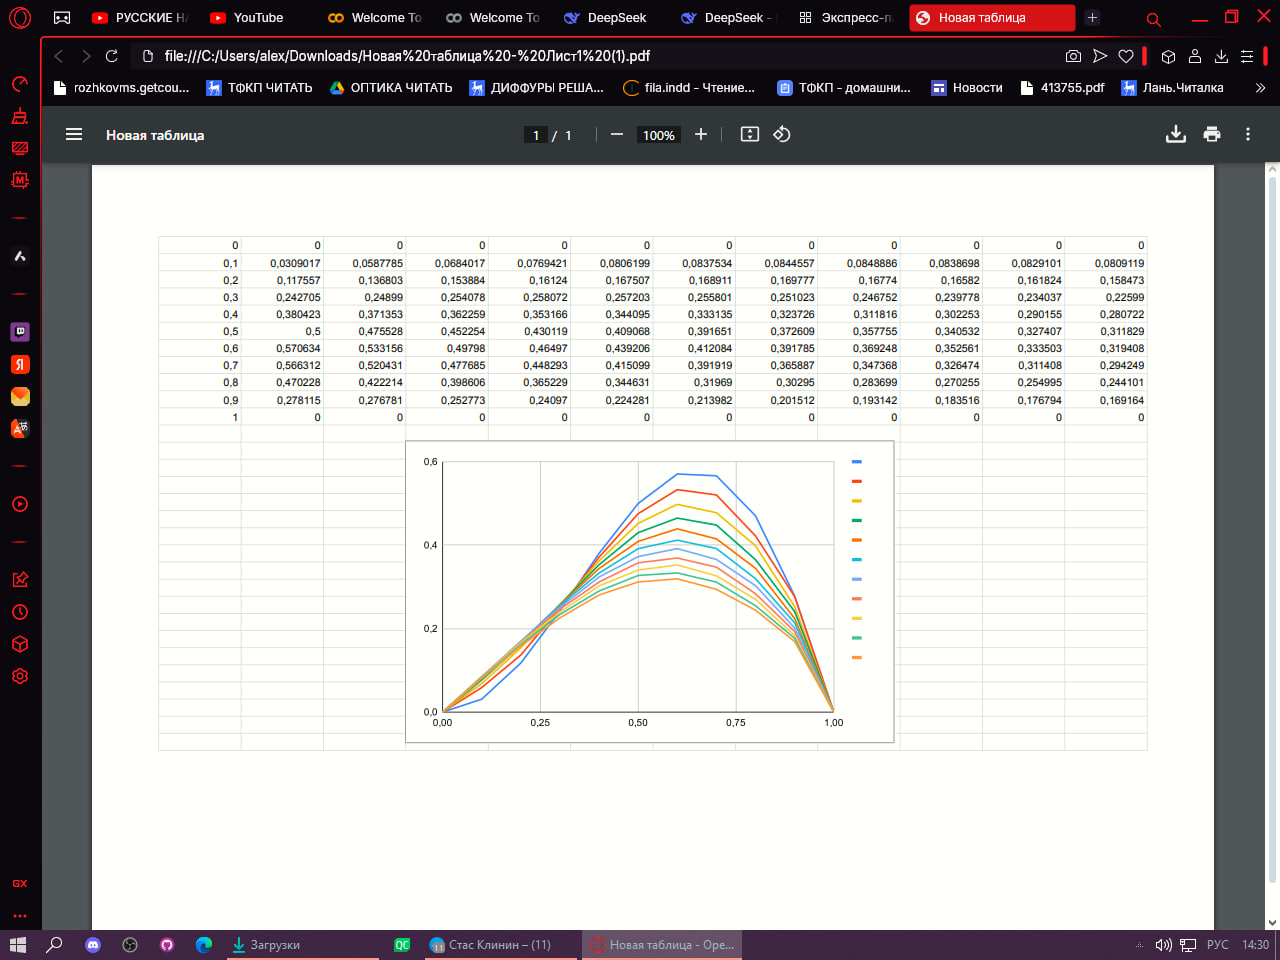 РУССКИЕ НА
YouTube
Welcome To
Welcome To
DeepSeek
DeepSeek -
Экспресс-па
Новая таблица
file:///C:/Users/alex/Downloads/Новая%20таблица%20-%20Лист1%20(1).pdf
rozhkovms.getcou...
ТФКП ЧИТАТЬ
ОПТИКА ЧИТАТЬ
ДИФФУРЫ РЕША...
fila.indd - Чтение...
ТФКП - домашни...
Новости
413755.pdf
Лань.Читалка
Новая таблица
1 / 1
100%
0 0 0 0 0 0 0 0 0 0 0 0
0,1 0,0309017 0,0587785 0,0684017 0,0769421 0,0806199 0,0837534 0,0844557 0,0848886 0,0838698 0,0829101 0,0809119
0,2 0,117557 0,136803 0,153884 0,16124 0,167507 0,168911 0,169777 0,16774 0,16582 0,161824 0,158473
0,3 0,242705 0,24899 0,254078 0,258072 0,257203 0,255801 0,251023 0,246752 0,239778 0,234037 0,22599
0,4 0,380423 0,371353 0,362259 0,353166 0,344095 0,333135 0,323726 0,311816 0,302253 0,290155 0,280722
0,5 0,5 0,475528 0,452254 0,430119 0,409068 0,391651 0,372609 0,357755 0,340532 0,327407 0,311829
0,6 0,570634 0,533156 0,49798 0,46497 0,439206 0,412084 0,391785 0,369248 0,352561 0,333503 0,319408
0,7 0,566312 0,520431 0,477685 0,448293 0,415099 0,391919 0,365887 0,347368 0,326474 0,311408 0,294249
0,8 0,470228 0,422214 0,398606 0,365229 0,344631 0,31969 0,30295 0,283699 0,270255 0,254995 0,244101
0,9 0,278115 0,276781 0,252773 0,24097 0,224281 0,213982 0,201512 0,193142 0,183516 0,176794 0,169164
1 0 0 0 0 0 0 0 0 0 0 0
0,6
0,4
0,2
0,0
0,00 0,25 0,50 0,75 1,00
GX
Загрузки
QC
11
Стас Клинин – (11)
Новая таблица - Ope...
РУС
14:30